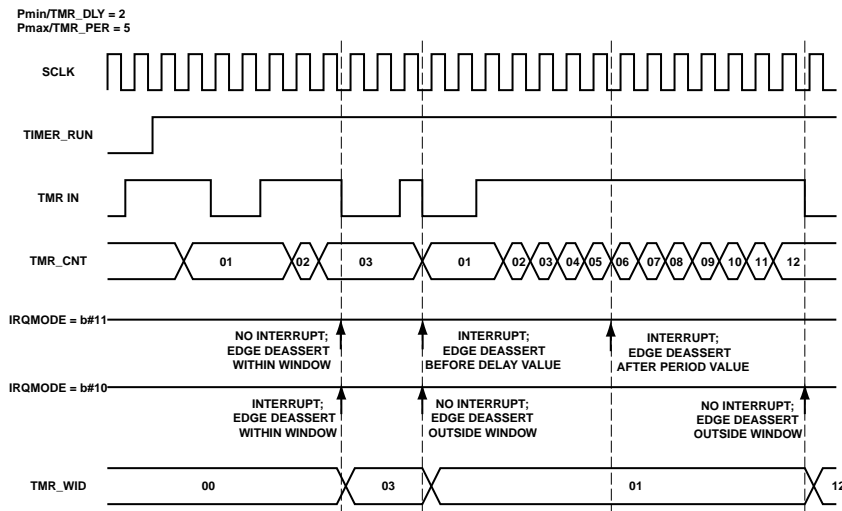 Pmin/TMR_DLY = 2
Pmax/TMR_PER = 5
SCLK
TIMER_RUN
TMR IN
TMR_CNT
01
02
03
01
02
03
04
05
06
07
08
09
10
11
12
IRQMODE = b#11
NO INTERRUPT;
EDGE DEASSERT
WITHIN WINDOW
INTERRUPT;
EDGE DEASSERT
BEFORE DELAY VALUE
INTERRUPT;
EDGE DEASSERT
AFTER PERIOD VALUE
IRQMODE = b#10
INTERRUPT;
EDGE DEASSERT
WITHIN WINDOW
NO INTERRUPT;
EDGE DEASSERT
OUTSIDE WINDOW
NO INTERRUPT;
EDGE DEASSERT
OUTSIDE WINDOW
TMR_WID
00
03
01
12